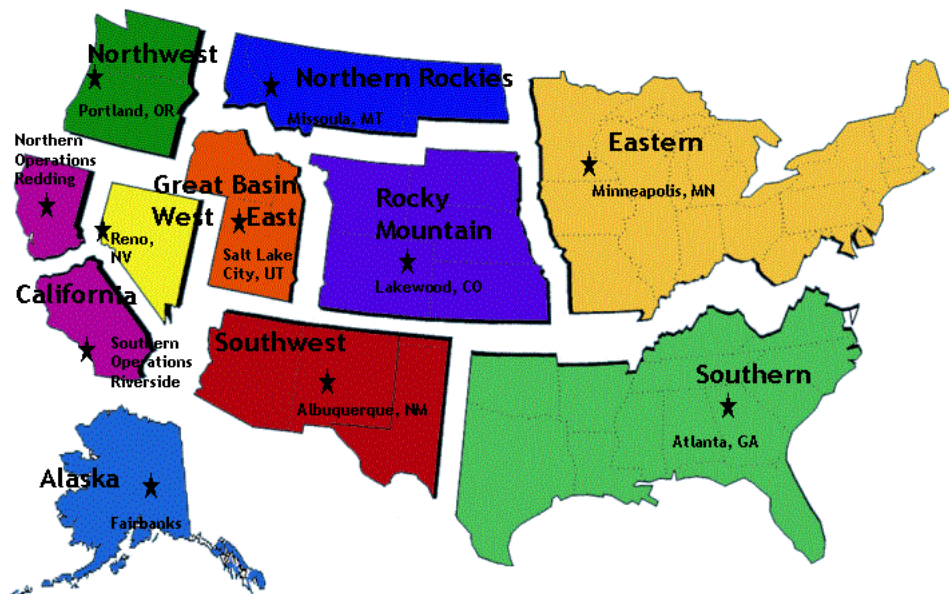 Northwest
Portland, OR
Northern Rockies
Missoula, MT
Eastern
Minneapolis, MN
Northern
Operations
Redding
Great Basin
West East
Reno,
NV
Salt Lake
City, UT
Rocky
Mountain
Lakewood, CO
California
Southern
Operations
Riverside
Southwest
Albuquerque, NM
Southern
Atlanta, GA
Alaska
Fairbanks